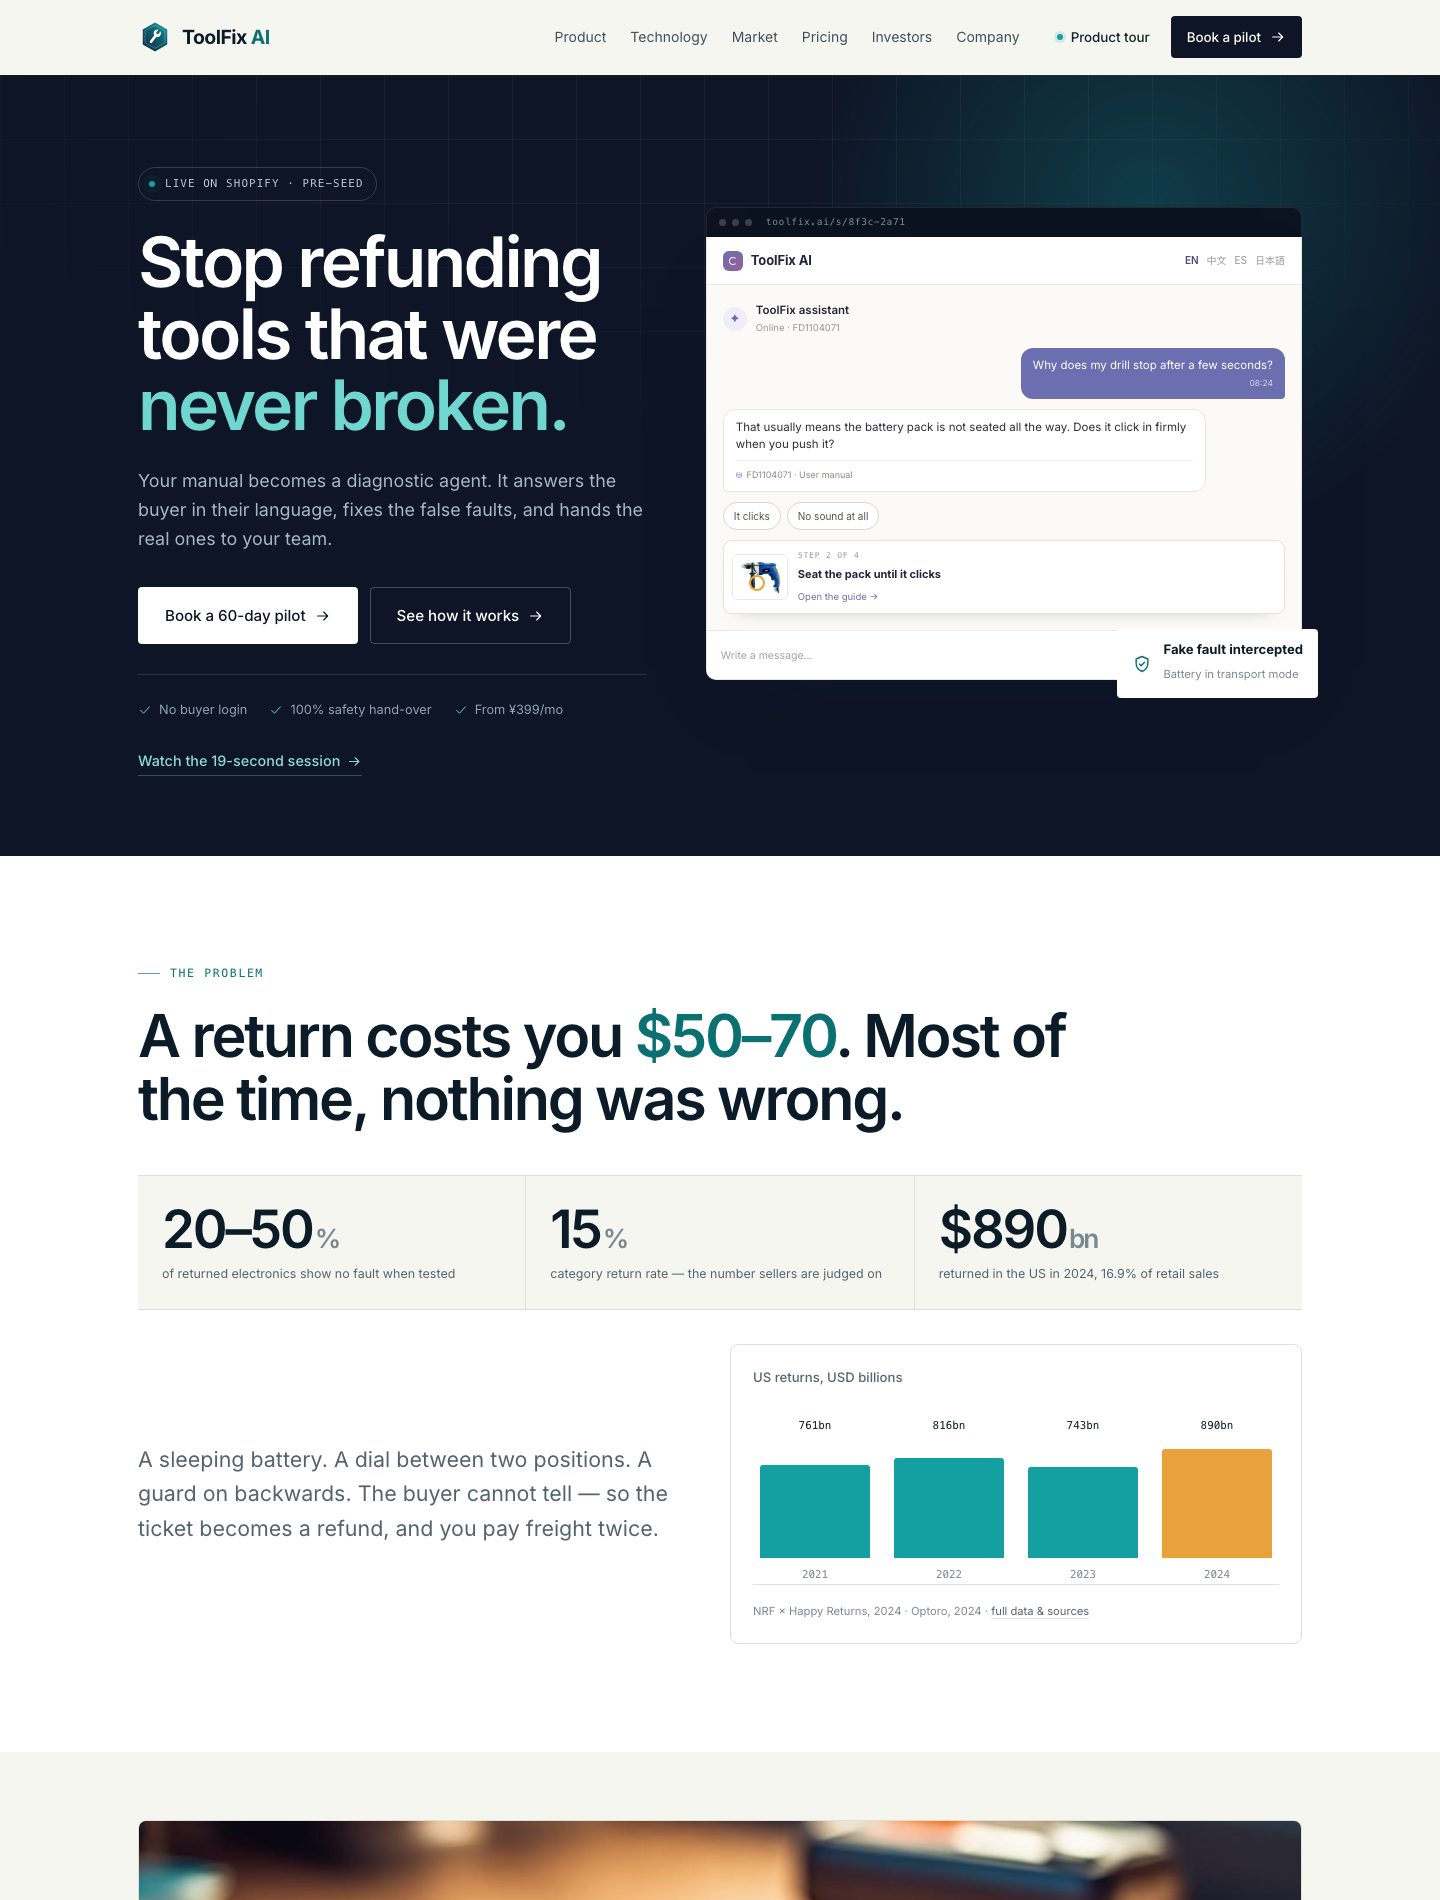 ToolFix AI
Product Technology Market Pricing Investors Company Product tour Book a pilot →
LIVE ON SHOPIFY · PRE-SEED
Stop refunding
tools that were
never broken.
Your manual becomes a diagnostic agent. It answers the
buyer in their language, fixes the false faults, and hands the
real ones to your team.
Book a 60-day pilot →
See how it works →
No buyer login
100% safety hand-over
From ¥399/mo
Watch the 19-second session →
toolfix.ai/s/8f3c-2a71
ToolFix AI
EN 中文 ES 日本語
ToolFix assistant
Online · FD1104071
Why does my drill stop after a few seconds?
08:24
That usually means the battery pack is not seated all the way. Does it click in firmly
when you push it?
FD1104071 · User manual
It clicks
No sound at all
STEP 2 OF 4
Seat the pack until it clicks
Open the guide →
Write a message...
Fake fault intercepted
Battery in transport mode
THE PROBLEM
A return costs you $50–70. Most of
the time, nothing was wrong.
20–50%
of returned electronics show no fault when tested
15%
category return rate — the number sellers are judged on
$890bn
returned in the US in 2024, 16.9% of retail sales
A sleeping battery. A dial between two positions. A
guard on backwards. The buyer cannot tell — so the
ticket becomes a refund, and you pay freight twice.
US returns, USD billions
761bn 816bn 743bn 890bn
2021 2022 2023 2024
NRF × Happy Returns, 2024 · Optoro, 2024 · full data & sources